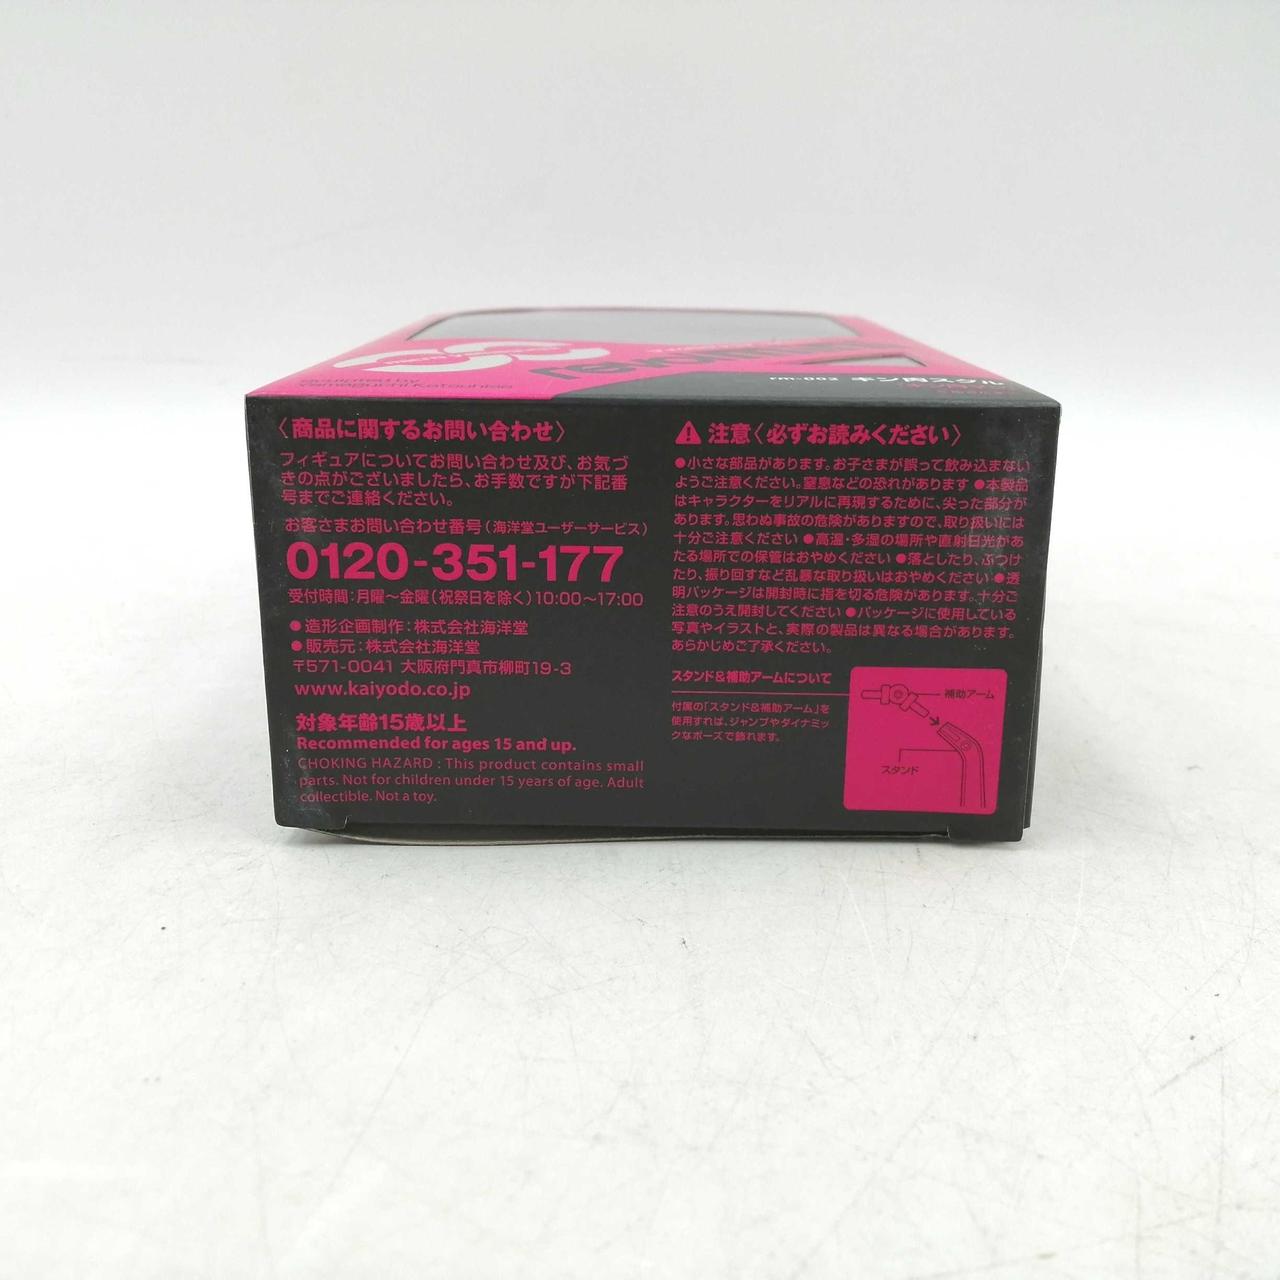 sculpted by
Yamaguchi Katsuhisa
rm-002 キン肉スグル
〈商品に関するお問い合わせ〉
フィギュアについてお問い合わせ及び、お気づ
きの点がございましたら、お手数ですが下記番
号までご連絡ください。
お客さまお問い合わせ番号(海洋堂ユーザーサービス)
0120-351-177
受付時間:月曜〜金曜(祝祭日を除く)10:00〜17:00
●造形企画制作:株式会社海洋堂
●販売元:株式会社海洋堂
〒571-0041 大阪府門真市柳町19-3
www.kaiyodo.co.jp
対象年齢15歳以上
Recommended for ages 15 and up.
CHOKING HAZARD : This product contains small
parts. Not for children under 15 years of age. Adult
collectible. Not a toy.
注意〈必ずお読みください〉
●小さな部品があります。お子さまが誤って飲み込まない
ようご注意ください。窒息などの恐れがあります ●本製品
はキャラクターをリアルに再現するために、尖った部分が
あります。思わぬ事故の危険がありますので、取り扱いには
十分ご注意ください ●高温・多湿の場所や直射日光があ
たる場所での保管はおやめください ●落としたり、ぶつけ
たり、振り回すなど乱暴な取り扱いはおやめください ●透
明パッケージは開封時に指を切る危険があります。十分ご
注意のうえ開封してください ●パッケージに使用している
写真やイラストと、実際の製品は異なる場合があります。
あらかじめご了承ください。
スタンド&補助アームについて
付属の「スタンド&補助アーム」を
使用すれば、ジャンプやダイナミッ
クなポーズで飾れます。
補助アーム
スタンド